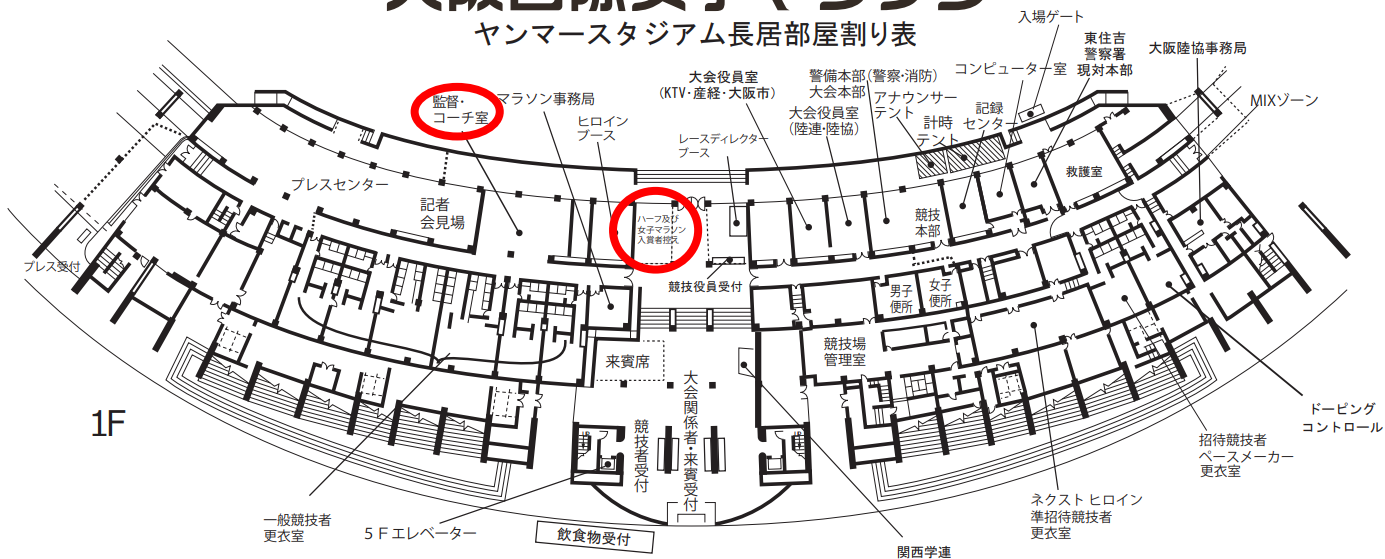 大阪国際女子マラソン
ヤンマースタジアム長居部屋割り表
入場ゲート
東住吉
警察署
現対本部
大阪陸協事務局
コンピューター室
MIXゾーン
警備本部(警察・消防)
大会本部
大会役員室
(KTV・産経・大阪市)
アナウンサー
テント
記録
センター
計時
テント
大会役員室
(陸連・陸協)
監督・
コーチ室
マラソン事務局
ヒロイン
ブース
レースディレクター
ブース
救護室
プレスセンター
記者
会見場
ハーフ及び
女子マラソン
入賞者控え
競技
本部
プレス受付
競技役員受付
男子
便所
女子
便所
来賓席
競技場
管理室
大会関係者・来賓受付
競技者受付
1F
ドーピング
コントロール
招待競技者
ペースメーカー
更衣室
ネクスト ヒロイン
準招待競技者
更衣室
一般競技者
更衣室
５Ｆエレベーター
飲食物受付
関西学連